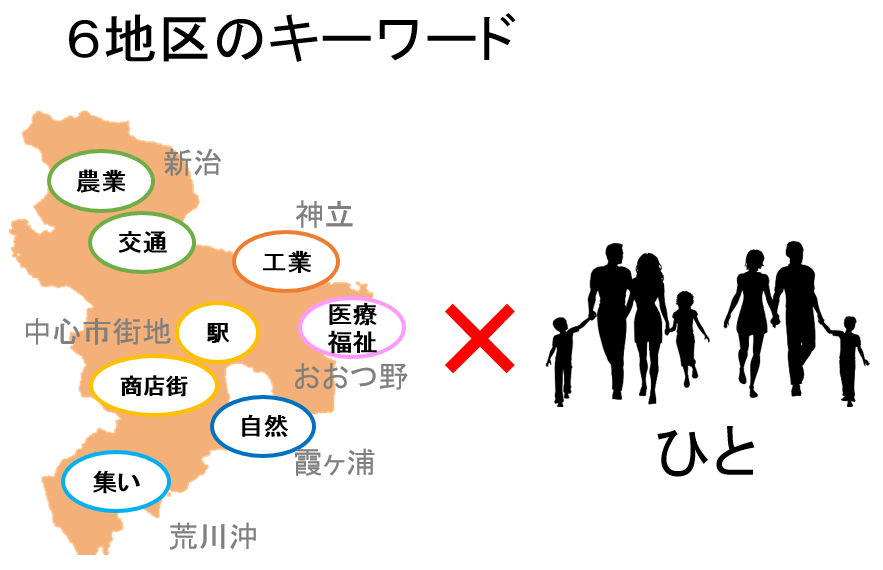 ６地区のキーワード
新治
農業
神立
交通
工業
中心市街地
駅
医療
福祉
おおつ野
商店街
自然
霞ヶ浦
集い
荒川沖
ひと